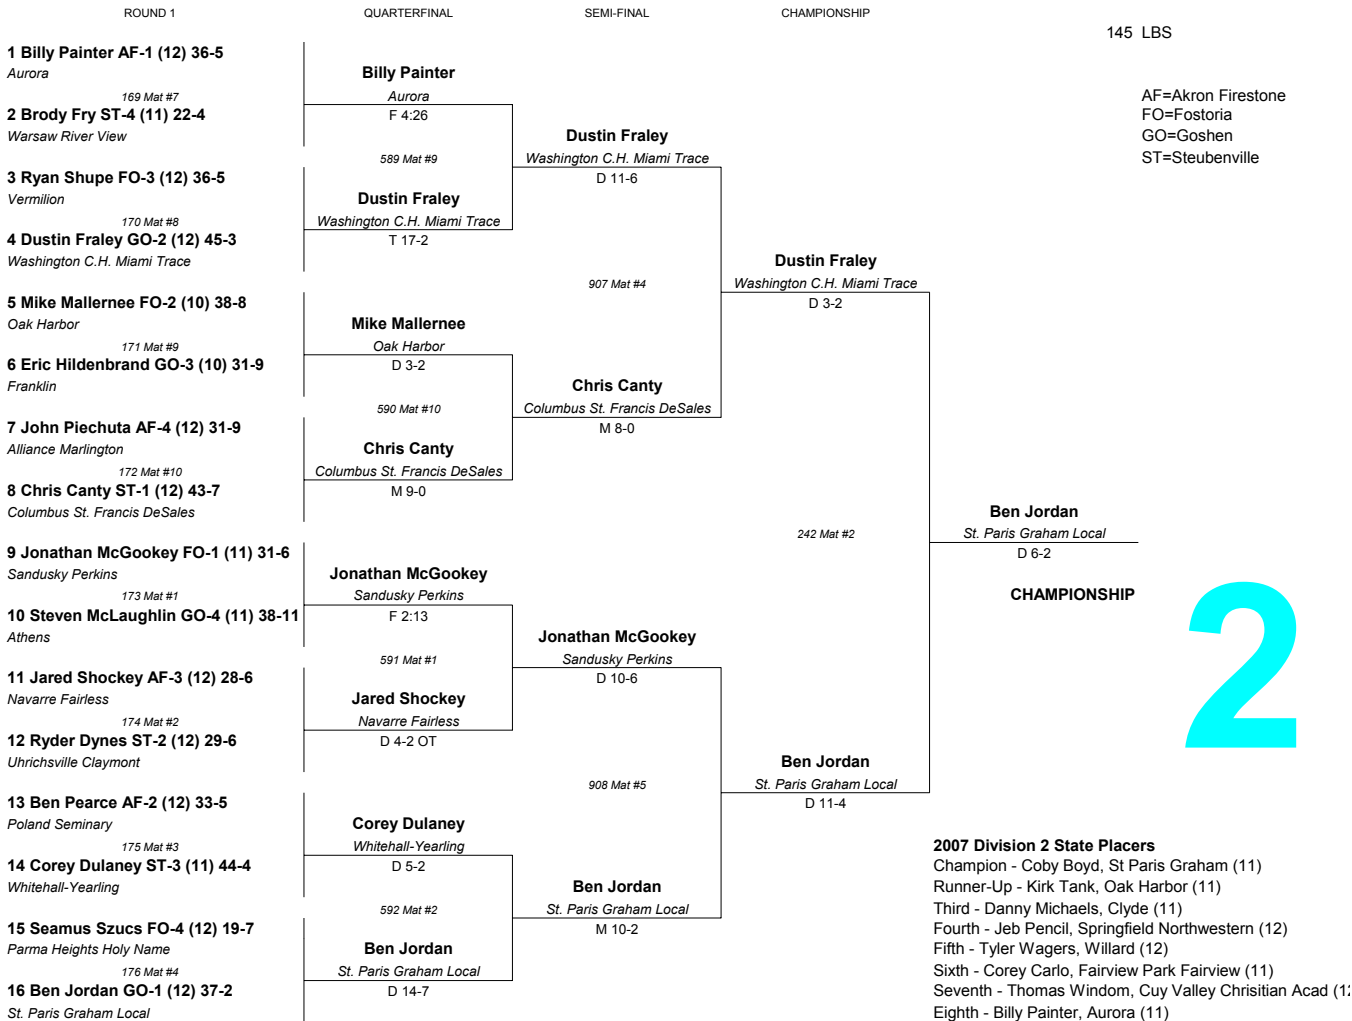 ROUND 1
QUARTERFINAL
SEMI-FINAL
CHAMPIONSHIP
145 LBS
AF=Akron Firestone
FO=Fostoria
GO=Goshen
ST=Steubenville
1 Billy Painter AF-1 (12) 36-5
Aurora
169 Mat #7
2 Brody Fry ST-4 (11) 22-4
Warsaw River View
3 Ryan Shupe FO-3 (12) 36-5
Vermilion
170 Mat #8
4 Dustin Fraley GO-2 (12) 45-3
Washington C.H. Miami Trace
5 Mike Mallernee FO-2 (10) 38-8
Oak Harbor
171 Mat #9
6 Eric Hildenbrand GO-3 (10) 31-9
Franklin
7 John Piechuta AF-4 (12) 31-9
Alliance Marlington
172 Mat #10
8 Chris Canty ST-1 (12) 43-7
Columbus St. Francis DeSales
9 Jonathan McGookey FO-1 (11) 31-6
Sandusky Perkins
173 Mat #1
10 Steven McLaughlin GO-4 (11) 38-11
Athens
11 Jared Shockey AF-3 (12) 28-6
Navarre Fairless
174 Mat #2
12 Ryder Dynes ST-2 (12) 29-6
Uhrichsville Claymont
13 Ben Pearce AF-2 (12) 33-5
Poland Seminary
175 Mat #3
14 Corey Dulaney ST-3 (11) 44-4
Whitehall-Yearling
15 Seamus Szucs FO-4 (12) 19-7
Parma Heights Holy Name
176 Mat #4
16 Ben Jordan GO-1 (12) 37-2
St. Paris Graham Local
Billy Painter
Aurora
F 4:26
589 Mat #9
Dustin Fraley
Washington C.H. Miami Trace
T 17-2
Mike Mallernee
Oak Harbor
D 3-2
590 Mat #10
Chris Canty
Columbus St. Francis DeSales
M 9-0
Jonathan McGookey
Sandusky Perkins
F 2:13
591 Mat #1
Jared Shockey
Navarre Fairless
D 4-2 OT
Corey Dulaney
Whitehall-Yearling
D 5-2
592 Mat #2
Ben Jordan
St. Paris Graham Local
D 14-7
Dustin Fraley
Washington C.H. Miami Trace
D 11-6
907 Mat #4
Chris Canty
Columbus St. Francis DeSales
M 8-0
Jonathan McGookey
Sandusky Perkins
D 10-6
908 Mat #5
Ben Jordan
St. Paris Graham Local
M 10-2
Dustin Fraley
Washington C.H. Miami Trace
D 3-2
242 Mat #2
Ben Jordan
St. Paris Graham Local
D 11-4
Ben Jordan
St. Paris Graham Local
D 6-2
CHAMPIONSHIP
2
2007 Division 2 State Placers
Champion - Coby Boyd, St Paris Graham (11)
Runner-Up - Kirk Tank, Oak Harbor (11)
Third - Danny Michaels, Clyde (11)
Fourth - Jeb Pencil, Springfield Northwestern (12)
Fifth - Tyler Wagers, Willard (12)
Sixth - Corey Carlo, Fairview Park Fairview (11)
Seventh - Thomas Windom, Cuy Valley Chrisitian Acad (12
Eighth - Billy Painter, Aurora (11)